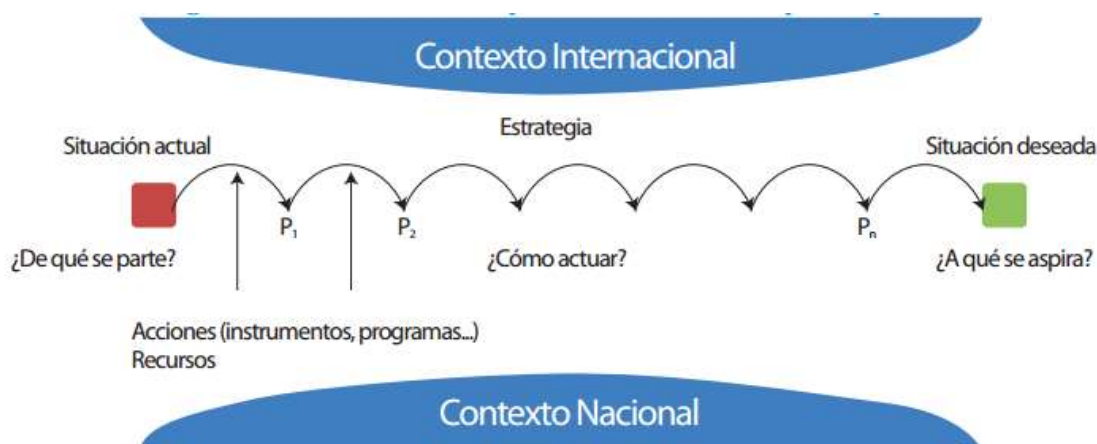 Contexto Internacional
Estrategia
Situación actual
Situación deseada
P1
P2
Pn
¿De qué se parte?
¿Cómo actuar?
¿A qué se aspira?
Acciones (instrumentos, programas...)
Recursos
Contexto Nacional